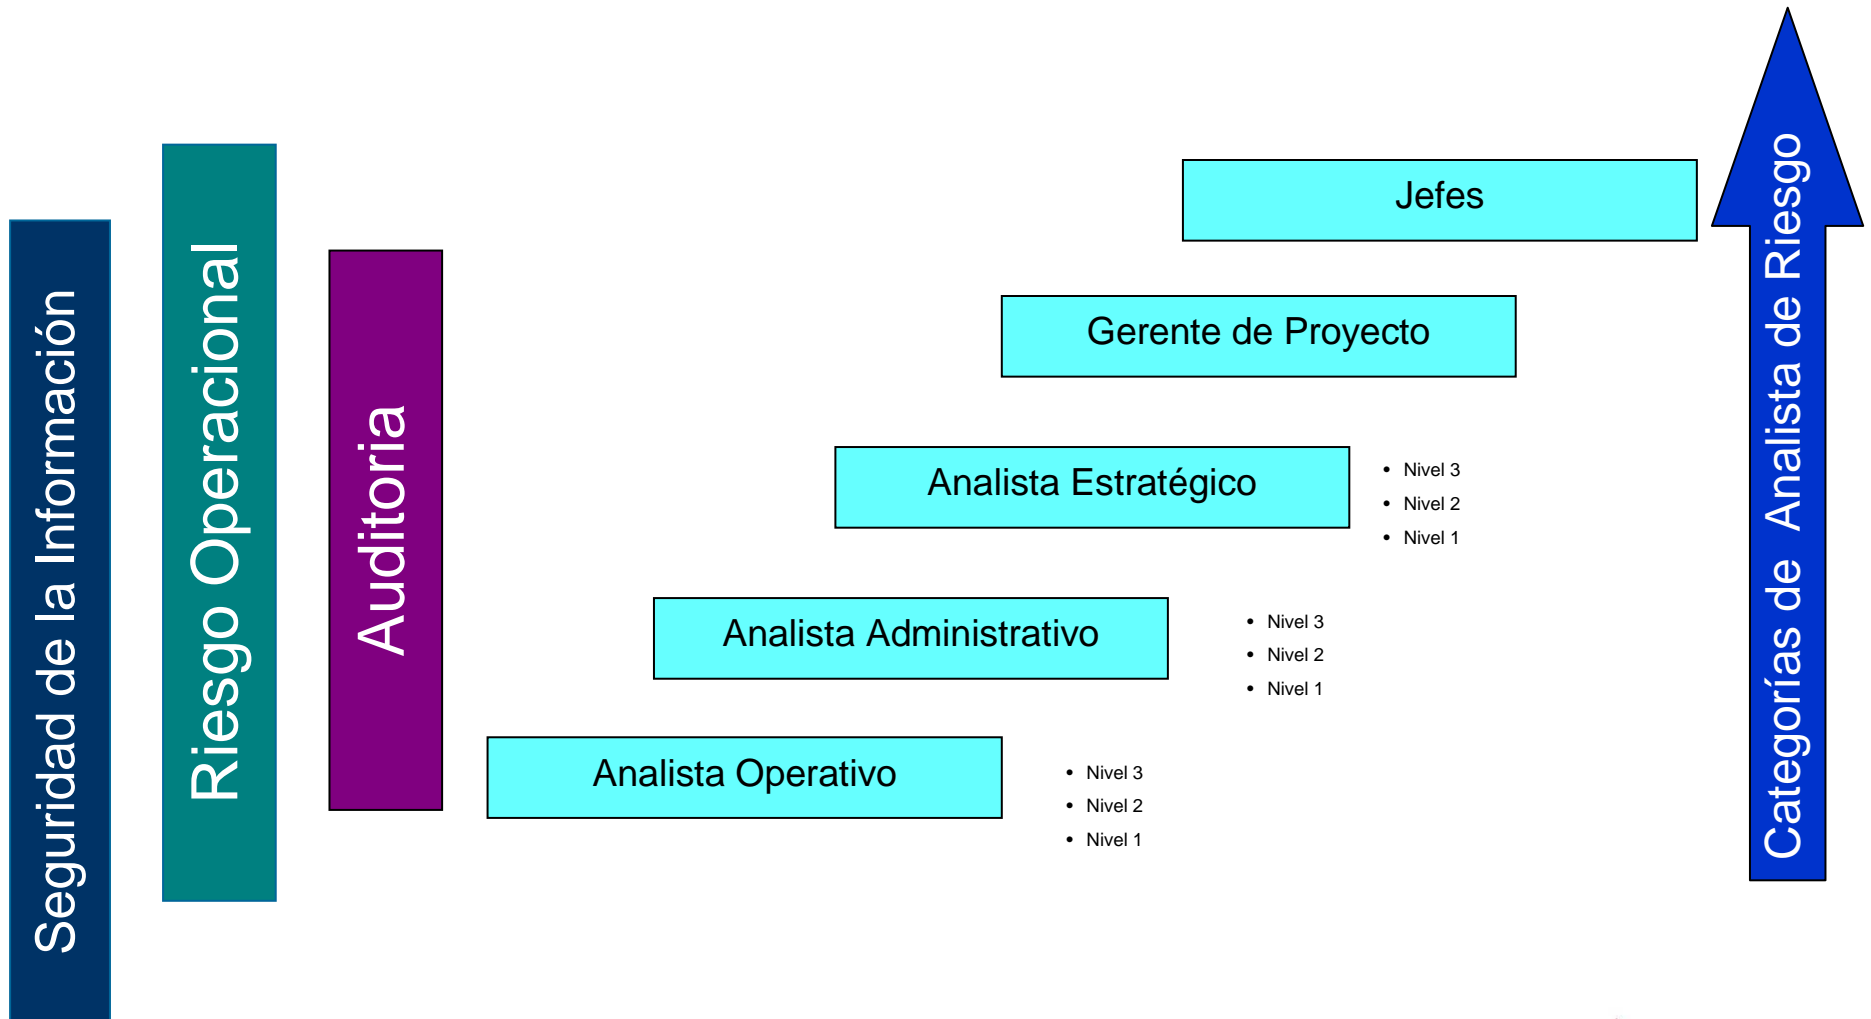 Seguridad de la Información
Riesgo Operacional
Auditoria
Jefes
Gerente de Proyecto
Analista Estratégico
• Nivel 3
• Nivel 2
• Nivel 1
Analista Administrativo
• Nivel 3
• Nivel 2
• Nivel 1
Analista Operativo
• Nivel 3
• Nivel 2
• Nivel 1
Categorías de Analista de Riesgo